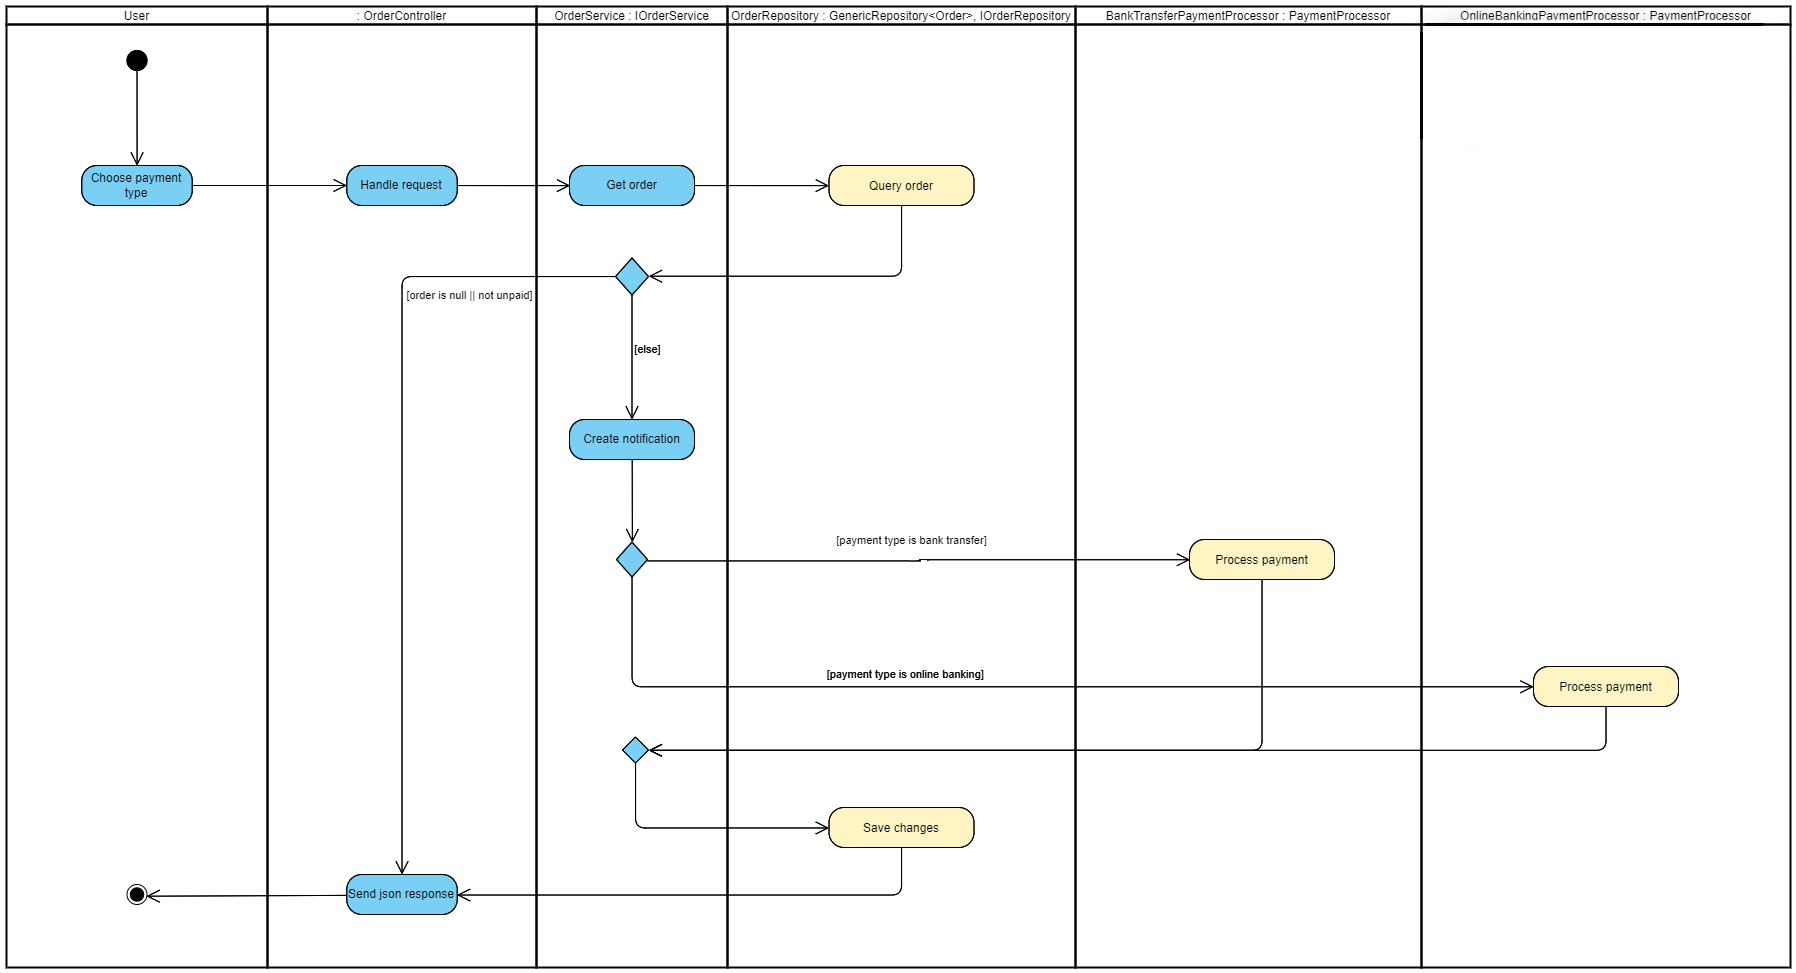 User
: OrderController
OrderService : IOrderService
OrderRepository : GenericRepository<Order>, IOrderRepository
BankTransferPaymentProcessor : PaymentProcessor
OnlineBankingPaymentProcessor : PaymentProcessor
Choose payment
type
Handle request
Get order
Query order
[order is null || not unpaid]
[else]
Create notification
[payment type is bank transfer]
Process payment
[payment type is online banking]
Process payment
Save changes
Send json response